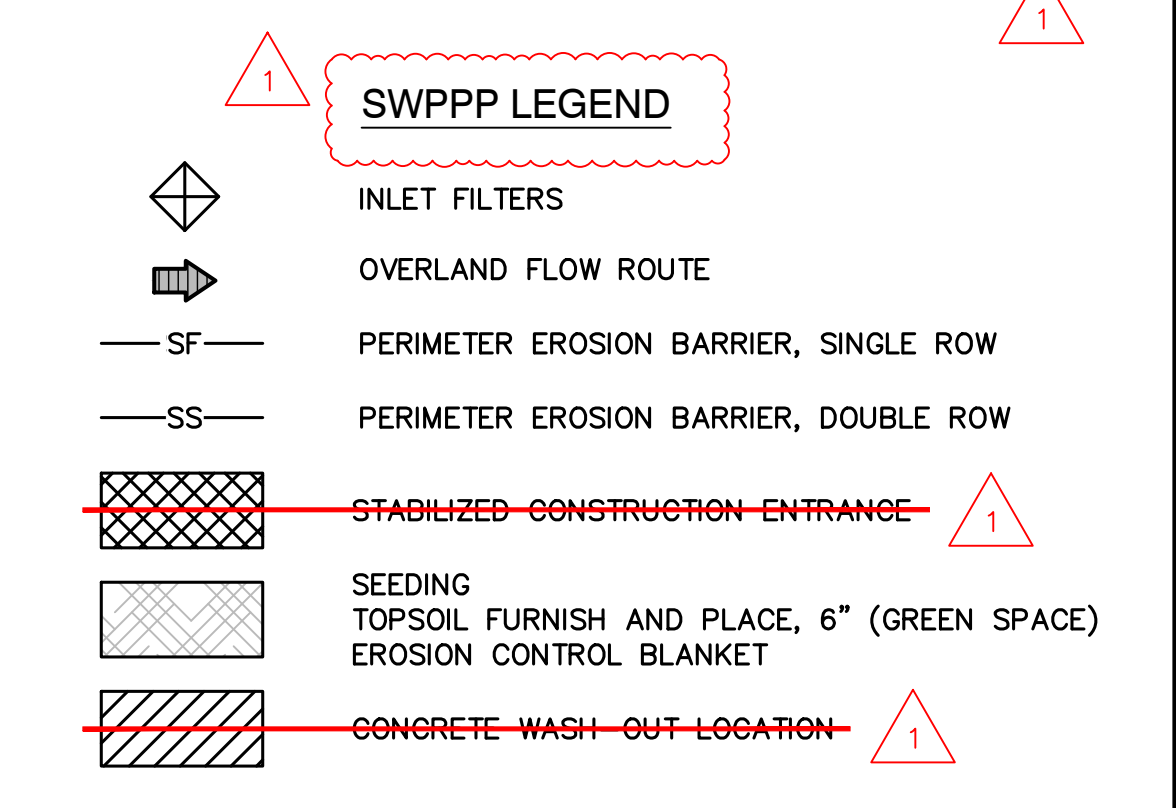 1
1
SWPPP LEGEND
INLET FILTERS
OVERLAND FLOW ROUTE
SF
PERIMETER EROSION BARRIER, SINGLE ROW
SS
PERIMETER EROSION BARRIER, DOUBLE ROW
STABILIZED CONSTRUCTION ENTRANCE
1
SEEDING
TOPSOIL FURNISH AND PLACE, 6” (GREEN SPACE)
EROSION CONTROL BLANKET
CONCRETE WASH OUT LOCATION
1